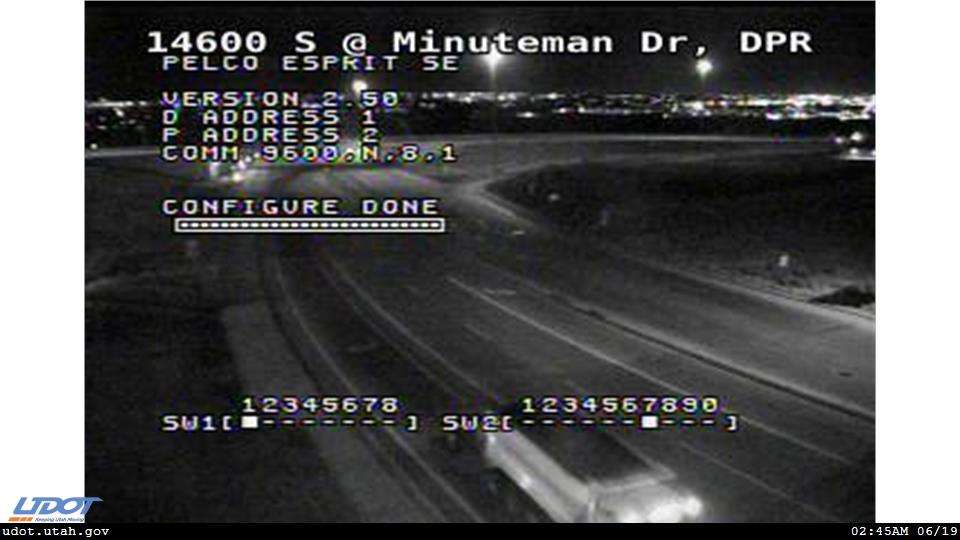 14600 S @ Minuteman Dr, DPR
PELCO ESPRIT SE
VERSION 2.50
D ADDRESS 1
P ADDRESS 2
COMM 9600,N,8,1
CONFIGURE DONE
12345678 1234567890
SW1[■-------] SW2[------■---]
UDOT
Keeping Utah Moving
udot.utah.gov
02:45AM 06/19